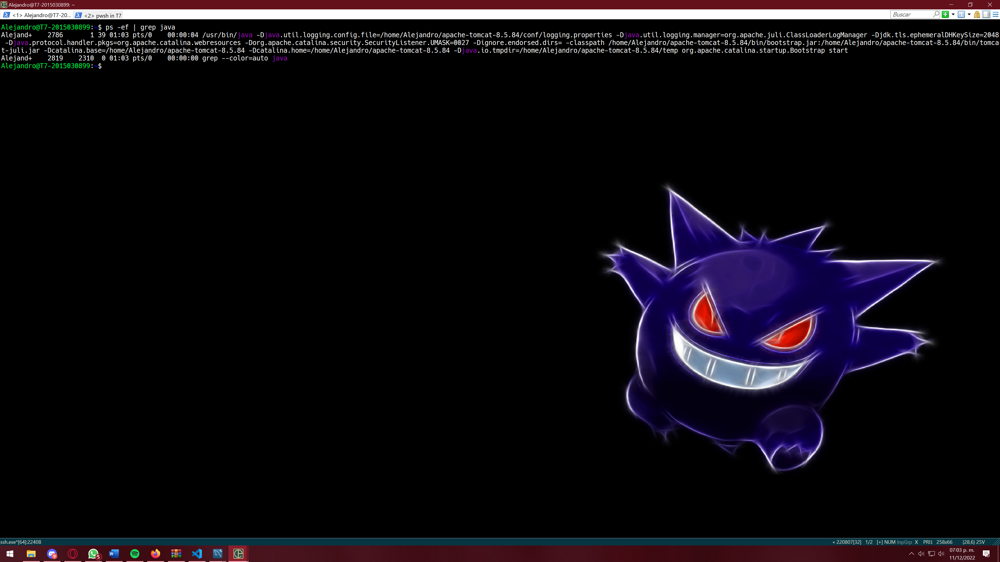 Alejandro@T7-2015030899: ~
<1> Alejandro@T7-20... <2> pwsh in T7 Buscar
Alejandro@T7-2015030899:~$ ps -ef | grep java
Alejand+    2786       1 39 01:03 pts/0    00:00:04 /usr/bin/java -Djava.util.logging.config.file=/home/Alejandro/apache-tomcat-8.5.84/conf/logging.properties -Djava.util.logging.manager=org.apache.juli.ClassLoaderLogManager -Djdk.tls.ephemeralDHKeySize=2048
-Djava.protocol.handler.pkgs=org.apache.catalina.webresources -Dorg.apache.catalina.security.SecurityListener.UMASK=0027 -Dignore.endorsed.dirs= -classpath /home/Alejandro/apache-tomcat-8.5.84/bin/bootstrap.jar:/home/Alejandro/apache-tomcat-8.5.84/bin/tomca
t-juli.jar -Dcatalina.base=/home/Alejandro/apache-tomcat-8.5.84 -Dcatalina.home=/home/Alejandro/apache-tomcat-8.5.84 -Djava.io.tmpdir=/home/Alejandro/apache-tomcat-8.5.84/temp org.apache.catalina.startup.Bootstrap start
Alejand+    2819    2310  0 01:03 pts/0    00:00:00 grep --color=auto java
Alejandro@T7-2015030899:~$
ssh.exe*[64]:22408 « 220807[32] 1/2 [+] NUM InpGrp X PRI↕ 258x66 (28,6) 25V
9 5 W 07:03 p. m.
11/12/2022